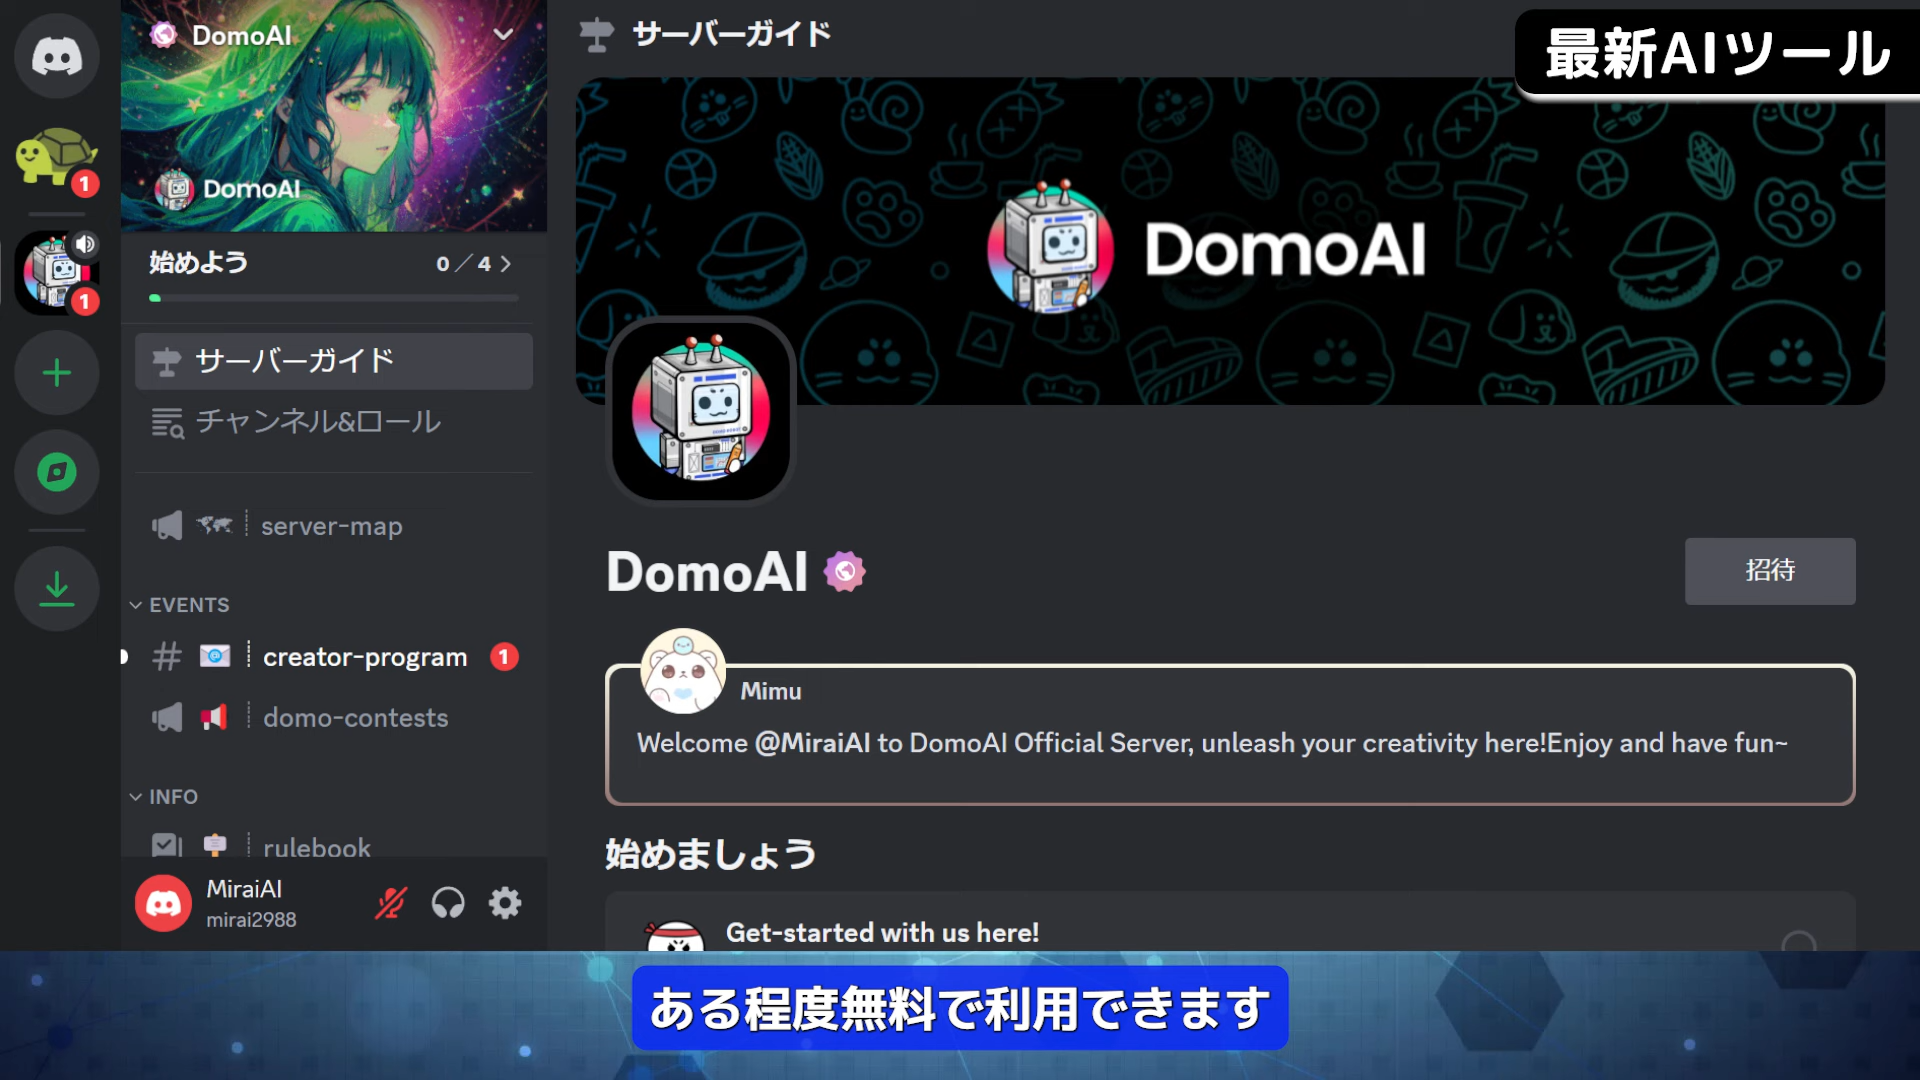 DomoAI
DomoAI
始めよう
0 / 4
サーバーガイド
チャンネル&ロール
server-map
EVENTS
creator-program
1
domo-contests
INFO
rulebook
MiraiAI
mirai2988
1
1
サーバーガイド
最新AIツール
DomoAI
DomoAI
招待
Mimu
Welcome @MiraiAI to DomoAI Official Server, unleash your creativity here!Enjoy and have fun~
始めましょう
Get-started with us here!
ある程度無料で利用できます